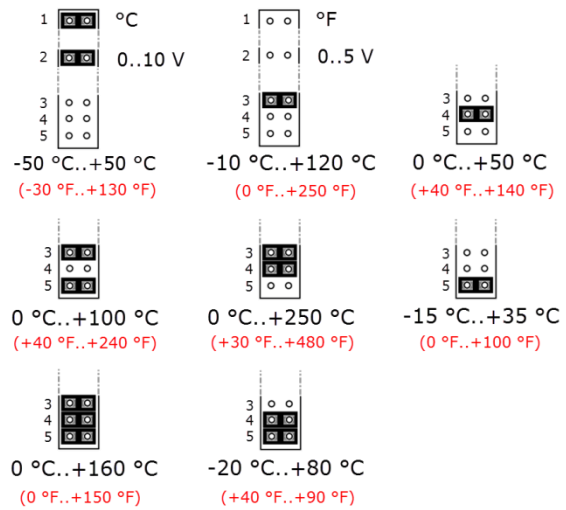 1 °C
2 0..10 V
3
4
5
-50 °C..+50 °C
(-30 °F..+130 °F)
1 °F
2 0..5 V
3
4
5
-10 °C..+120 °C
(0 °F..+250 °F)
3
4
5
0 °C..+50 °C
(+40 °F..+140 °F)
3
4
5
0 °C..+100 °C
(+40 °F..+240 °F)
3
4
5
0 °C..+250 °C
(+30 °F..+480 °F)
3
4
5
-15 °C..+35 °C
(0 °F..+100 °F)
3
4
5
0 °C..+160 °C
(0 °F..+150 °F)
3
4
5
-20 °C..+80 °C
(+40 °F..+90 °F)